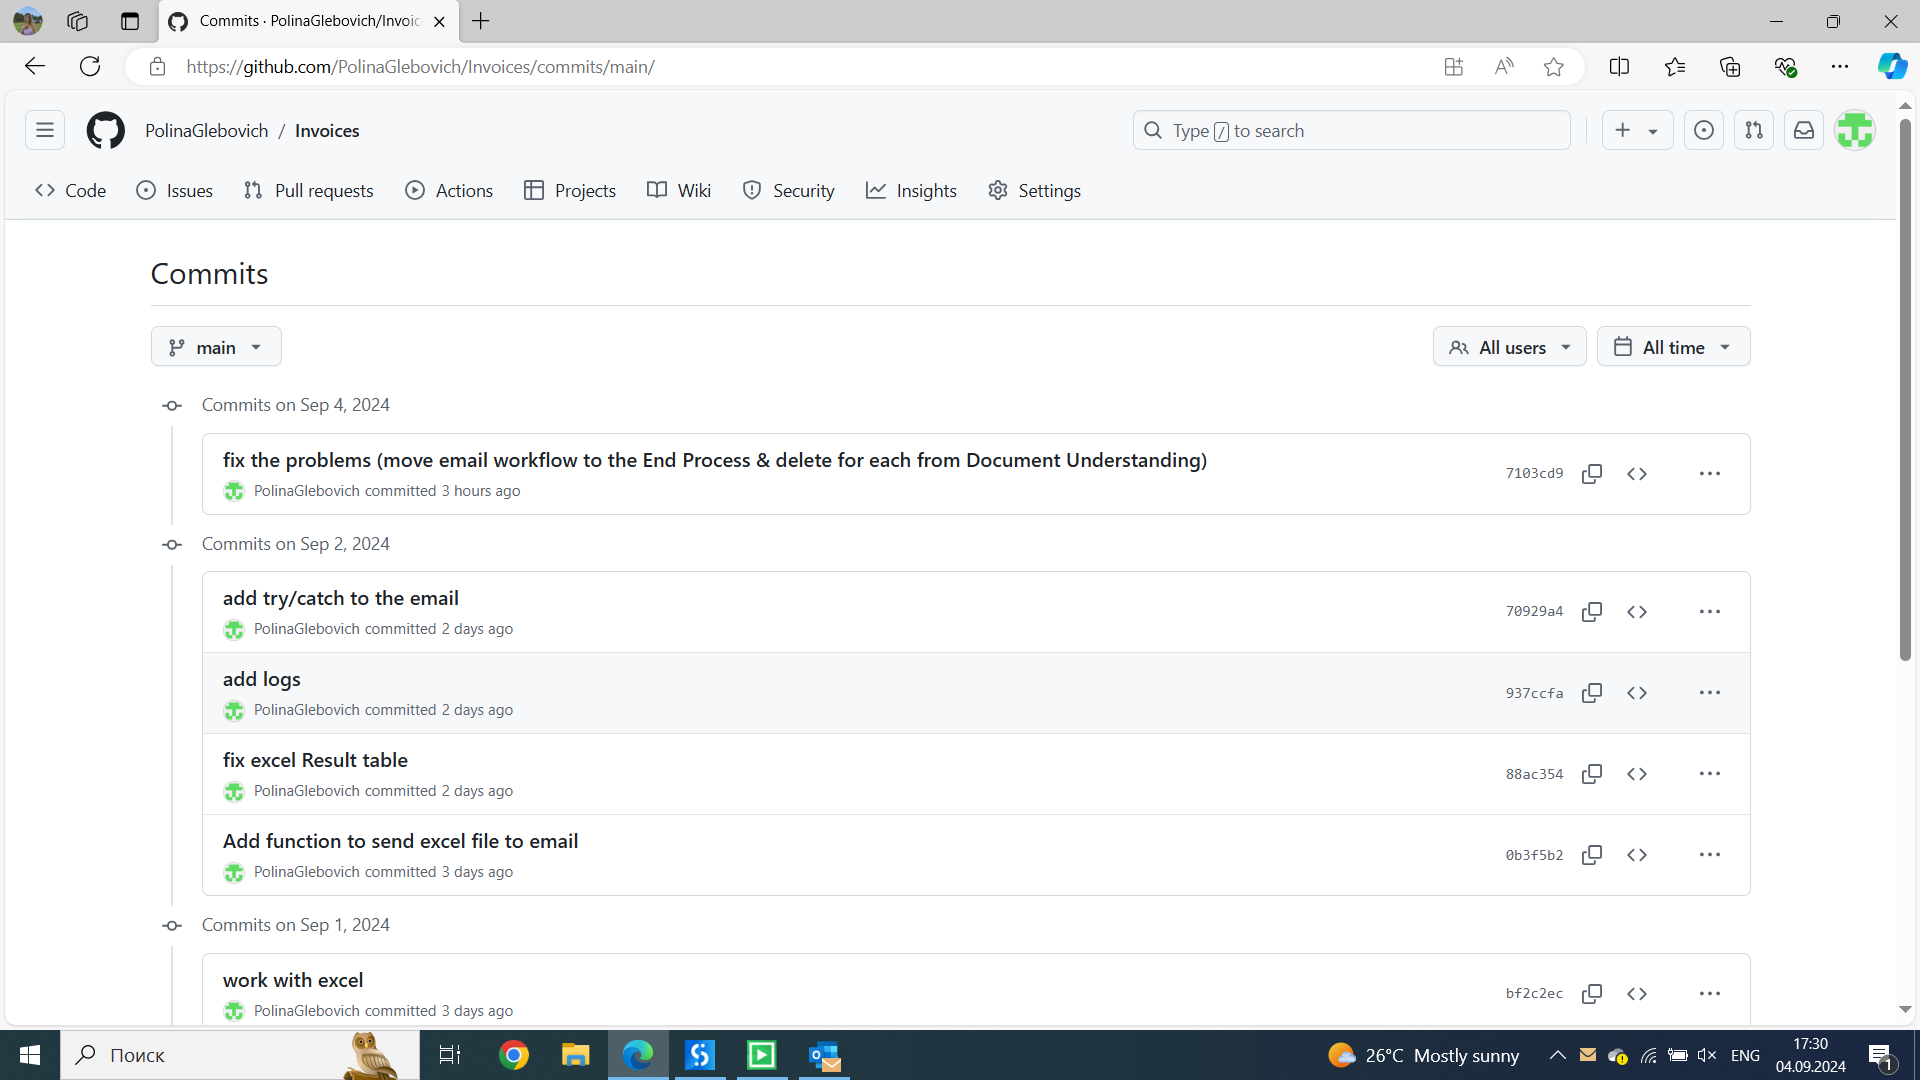 Commits · PolinaGlebovich/Invoic
https://github.com/PolinaGlebovich/Invoices/commits/main/
PolinaGlebovich / Invoices
Type / to search
Code Issues Pull requests Actions Projects Wiki Security Insights Settings
Commits
main All users All time
Commits on Sep 4, 2024
fix the problems (move email workflow to the End Process & delete for each from Document Understanding)
PolinaGlebovich committed 3 hours ago
7103cd9
Commits on Sep 2, 2024
add try/catch to the email
PolinaGlebovich committed 2 days ago
70929a4
add logs
PolinaGlebovich committed 2 days ago
937ccfa
fix excel Result table
PolinaGlebovich committed 2 days ago
88ac354
Add function to send excel file to email
PolinaGlebovich committed 3 days ago
0b3f5b2
Commits on Sep 1, 2024
work with excel
PolinaGlebovich committed 3 days ago
bf2c2ec
Поиск
26°C Mostly sunny
ENG
17:30
04.09.2024
1